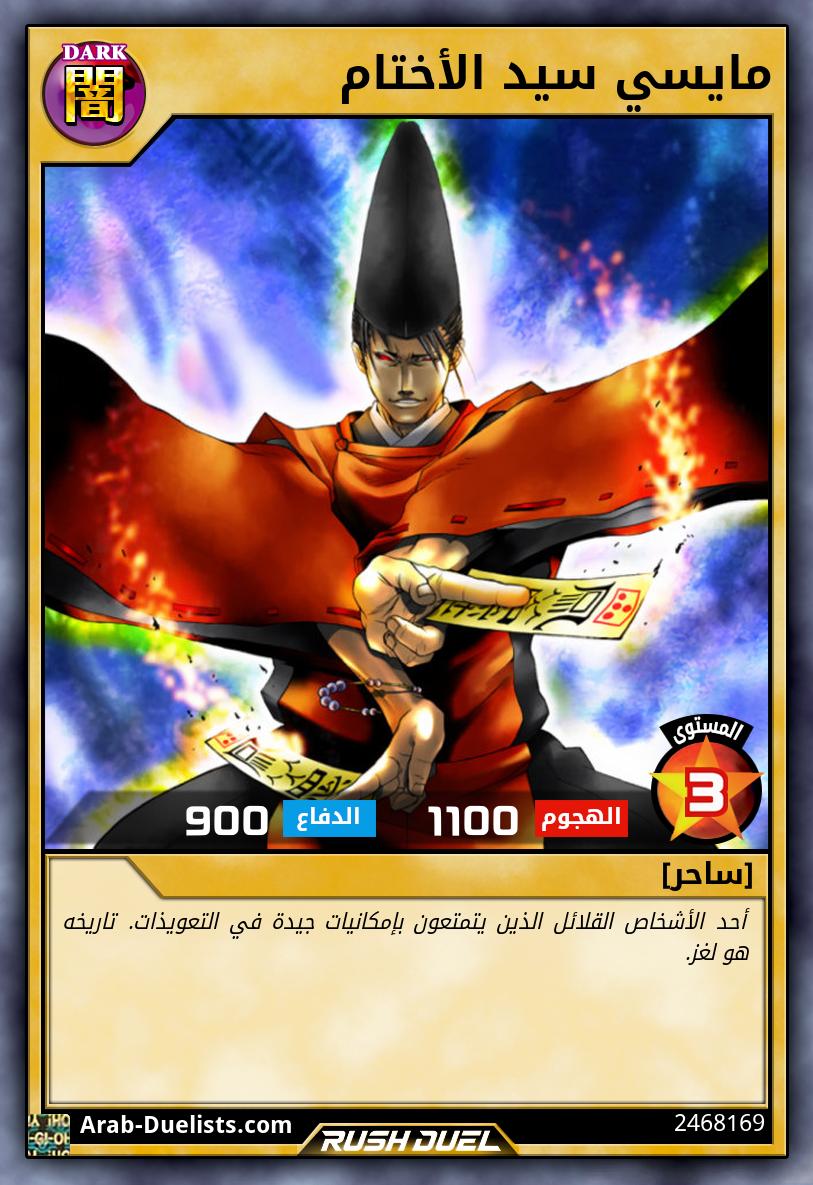 DARK
闇
مايسي سيد الأختام
المستوى
3
الهجوم 1100 الدفاع 900
[ساحر]
أحد الأشخاص القلائل الذين يتمتعون بإمكانيات جيدة في التعويذات. تاريخه
هو لغز.
Arab-Duelists.com
RUSH DUEL
2468169